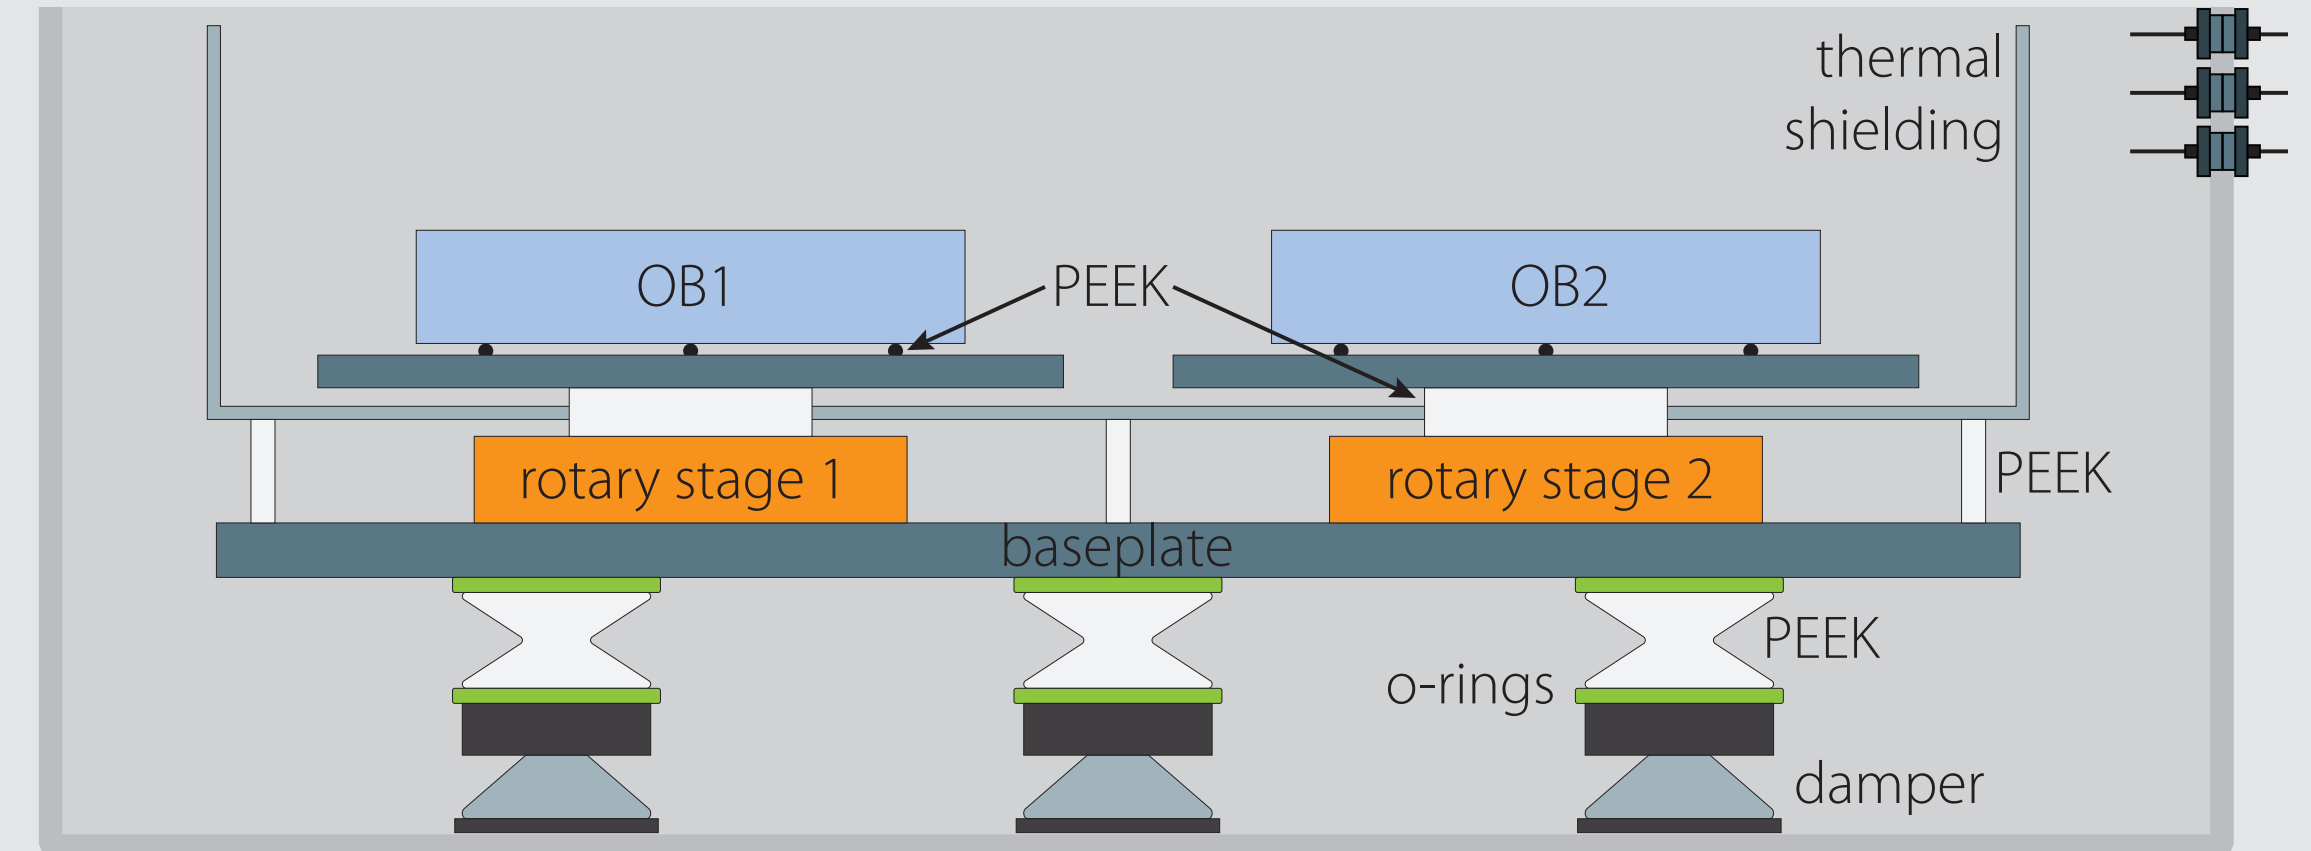 thermal
shielding
OB1
PEEK
OB2
rotary stage 1
rotary stage 2
PEEK
baseplate
PEEK
o-rings
damper